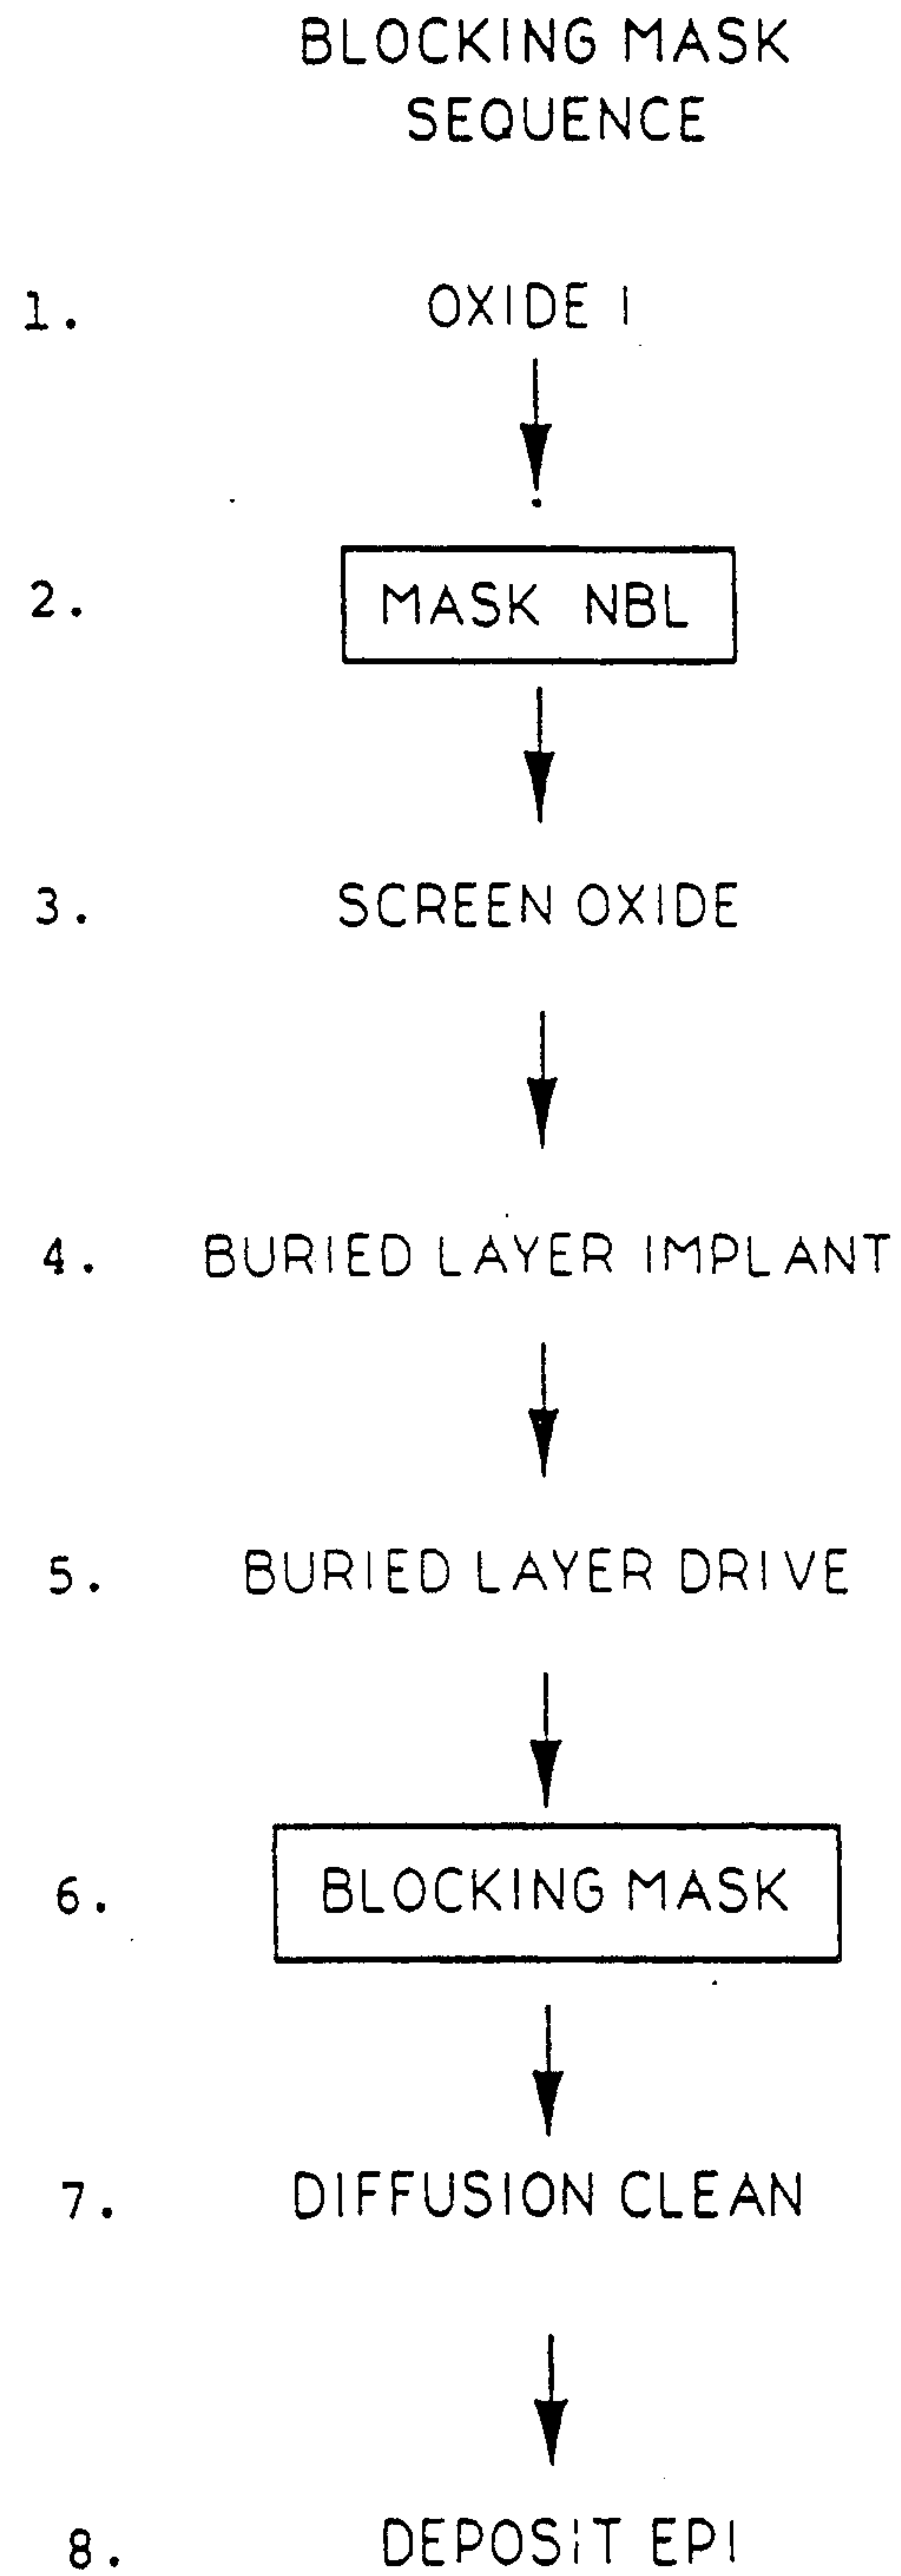 BLOCKING MASK
SEQUENCE
1. OXIDE I
2. MASK NBL
3. SCREEN OXIDE
4. BURIED LAYER IMPLANT
5. BURIED LAYER DRIVE
6. BLOCKING MASK
7. DIFFUSION CLEAN
8. DEPOSIT EPI